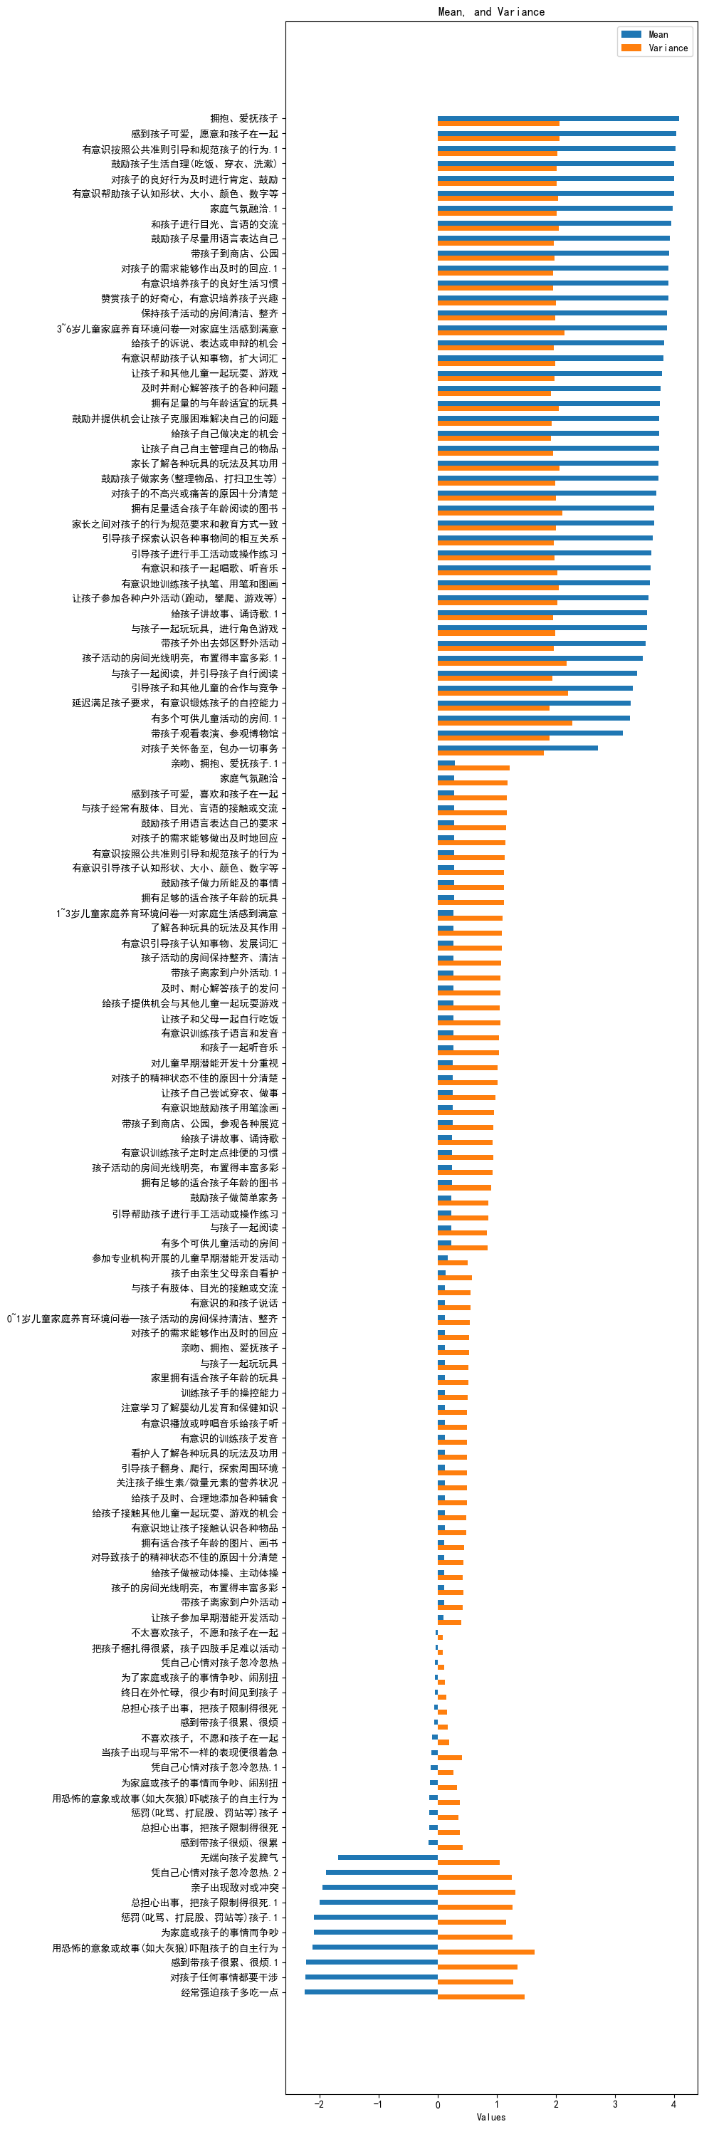 Mean, and Variance
Mean
Variance
拥抱、爱抚孩子
感到孩子可爱, 愿意和孩子在一起
有意识按照公共准则引导和规范孩子的行为.1
鼓励孩子生活自理(吃饭、穿衣、洗漱)
对孩子的良好行为及时进行肯定、鼓励
有意识帮助孩子认知形状、大小、颜色、数字等
家庭气氛融洽.1
和孩子进行目光、言语的交流
鼓励孩子尽量用语言表达自己
带孩子到商店、公园
对孩子的需求能够作出及时的回应.1
有意识培养孩子的良好生活习惯
赞赏孩子的好奇心, 有意识培养孩子兴趣
保持孩子活动的房间清洁、整齐
3~6岁儿童家庭养育环境问卷—对家庭生活感到满意
给孩子的诉说、表达或申辩的机会
有意识帮助孩子认知事物, 扩大词汇
让孩子和其他儿童一起玩耍、游戏
及时并耐心解答孩子的各种问题
拥有足量的与年龄适宜的玩具
鼓励并提供机会让孩子克服困难解决自己的问题
给孩子自己做决定的机会
让孩子自己自主管理自己的物品
家长了解各种玩具的玩法及其功用
鼓励孩子做家务(整理物品、打扫卫生等)
对孩子的不高兴或痛苦的原因十分清楚
拥有足量适合孩子年龄阅读的图书
家长之间对孩子的行为规范要求和教育方式一致
引导孩子探索认识各种事物间的相互关系
引导孩子进行手工活动或操作练习
有意识和孩子一起唱歌、听音乐
有意识地训练孩子执笔、用笔和图画
让孩子参加各种户外活动(跑动, 攀爬、游戏等)
给孩子讲故事、诵诗歌.1
与孩子一起玩玩具, 进行角色游戏
带孩子外出去郊区野外活动
孩子活动的房间光线明亮, 布置得丰富多彩.1
与孩子一起阅读, 并引导孩子自行阅读
引导孩子和其他儿童的合作与竞争
延迟满足孩子要求, 有意识锻炼孩子的自控能力
有多个可供儿童活动的房间.1
带孩子观看表演、参观博物馆
对孩子关怀备至, 包办一切事务
亲吻、拥抱、爱抚孩子.1
家庭气氛融洽
感到孩子可爱, 喜欢和孩子在一起
与孩子经常有肢体、目光、言语的接触或交流
鼓励孩子用语言表达自己的要求
对孩子的需求能够做出及时地回应
有意识按照公共准则引导和规范孩子的行为
有意识引导孩子认知形状、大小、颜色、数字等
鼓励孩子做力所能及的事情
拥有足够的适合孩子年龄的玩具
1~3岁儿童家庭养育环境问卷—对家庭生活感到满意
了解各种玩具的玩法及其作用
有意识引导孩子认知事物、发展词汇
孩子活动的房间保持整齐、清洁
带孩子离家到户外活动.1
及时、耐心解答孩子的发问
给孩子提供机会与其他儿童一起玩耍游戏
让孩子和父母一起自行吃饭
有意识训练孩子语言和发音
和孩子一起听音乐
对儿童早期潜能开发十分重视
对孩子的精神状态不佳的原因十分清楚
让孩子自己尝试穿衣、做事
有意识地鼓励孩子用笔涂画
带孩子到商店、公园, 参观各种展览
给孩子讲故事、诵诗歌
有意识训练孩子定时定点排便的习惯
孩子活动的房间光线明亮, 布置得丰富多彩
拥有足够的适合孩子年龄的图书
鼓励孩子做简单家务
引导帮助孩子进行手工活动或操作练习
与孩子一起阅读
有多个可供儿童活动的房间
参加专业机构开展的儿童早期潜能开发活动
孩子由亲生父母亲自看护
与孩子有肢体、目光的接触或交流
有意识的和孩子说话
0~1岁儿童家庭养育环境问卷—孩子活动的房间保持清洁、整齐
对孩子的需求能够作出及时的回应
亲吻、拥抱、爱抚孩子
与孩子一起玩玩具
家里拥有适合孩子年龄的玩具
训练孩子手的操控能力
注意学习了解婴幼儿发育和保健知识
有意识播放或哼唱音乐给孩子听
有意识的训练孩子发音
看护人了解各种玩具的玩法及功用
引导孩子翻身、爬行, 探索周围环境
关注孩子维生素/微量元素的营养状况
给孩子及时、合理地添加各种辅食
给孩子接触其他儿童一起玩耍、游戏的机会
有意识地让孩子接触认识各种物品
拥有适合孩子年龄的图片、画书
对导致孩子的精神状态不佳的原因十分清楚
给孩子做被动体操、主动体操
孩子的房间光线明亮, 布置得丰富多彩
带孩子离家到户外活动
让孩子参加早期潜能开发活动
不太喜欢孩子, 不愿和孩子在一起
把孩子捆扎得很紧, 孩子四肢手足难以活动
凭自己心情对孩子忽冷忽热
为了家庭或孩子的事情争吵、闹别扭
终日在外忙碌, 很少有时间见到孩子
总担心孩子出事, 把孩子限制得很死
感到带孩子很累、很烦
不喜欢孩子, 不愿和孩子在一起
当孩子出现与平常不一样的表现便很着急
凭自己心情对孩子忽冷忽热.1
为家庭或孩子的事情而争吵、闹别扭
用恐怖的意象或故事(如大灰狼)吓唬孩子的自主行为
惩罚(叱骂、打屁股、罚站等)孩子
总担心出事, 把孩子限制得很死
感到带孩子很烦、很累
无端向孩子发脾气
凭自己心情对孩子忽冷忽热.2
亲子出现敌对或冲突
总担心出事, 把孩子限制得很死.1
惩罚(叱骂、打屁股、罚站等)孩子.1
为家庭或孩子的事情而争吵
用恐怖的意象或故事(如大灰狼)吓阻孩子的自主行为
感到带孩子很累、很烦.1
对孩子任何事情都要干涉
经常强迫孩子多吃一点
−2 −1 0 1 2 3 4
Values